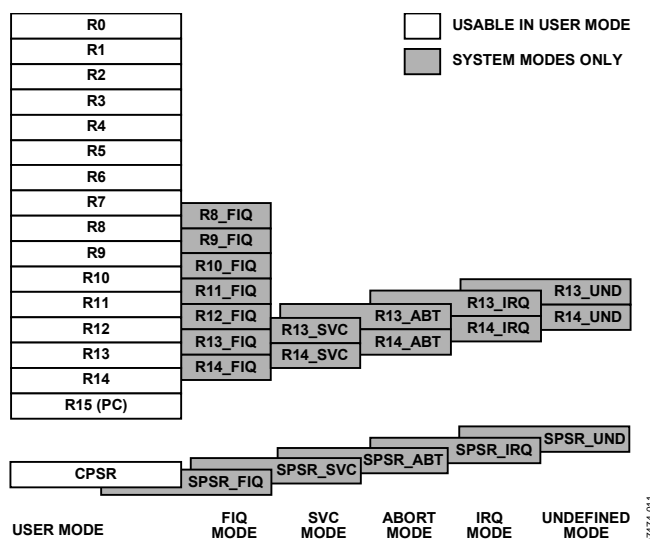 R0
R1
R2
R3
R4
R5
R6
R7
R8
R9
R10
R11
R12
R13
R14
R15 (PC)
USABLE IN USER MODE
SYSTEM MODES ONLY
R8_FIQ
R9_FIQ
R10_FIQ
R11_FIQ
R12_FIQ
R13_FIQ
R14_FIQ
R13_SVC
R14_SVC
R13_ABT
R14_ABT
R13_IRQ
R14_IRQ
R13_UND
R14_UND
CPSR
SPSR_FIQ
SPSR_SVC
SPSR_ABT
SPSR_IRQ
SPSR_UND
USER MODE
FIQ
MODE
SVC
MODE
ABORT
MODE
IRQ
MODE
UNDEFINED
MODE